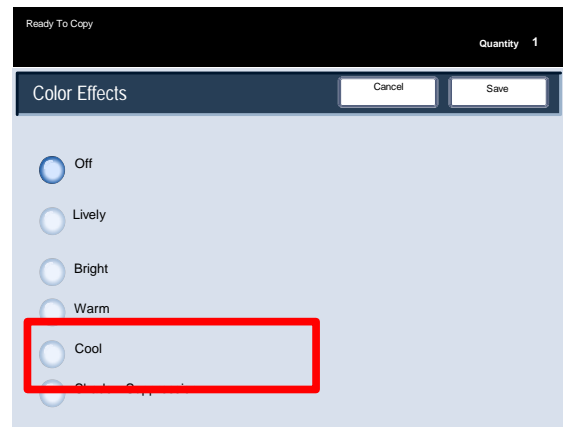 Ready To Copy
Quantity 1
Color Effects
Cancel
Save
Off
Lively
Bright
Warm
Cool